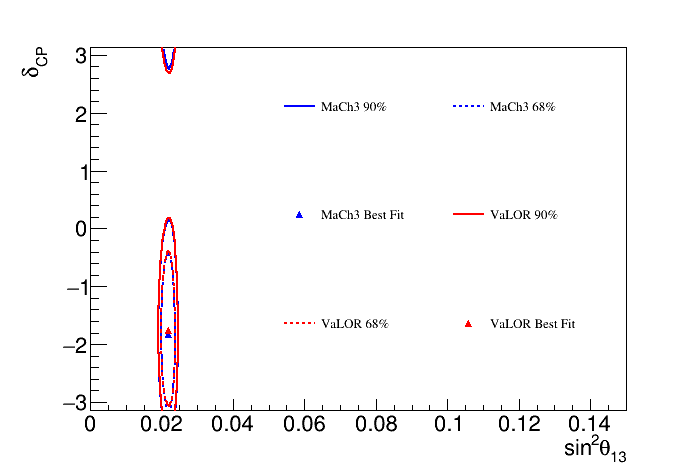 δCP
3
2
1
0
−1
−2
−3
MaCh3 90%
MaCh3 68%
MaCh3 Best Fit
VaLOR 90%
VaLOR 68%
VaLOR Best Fit
0 0.02 0.04 0.06 0.08 0.1 0.12 0.14
sin²θ₁₃